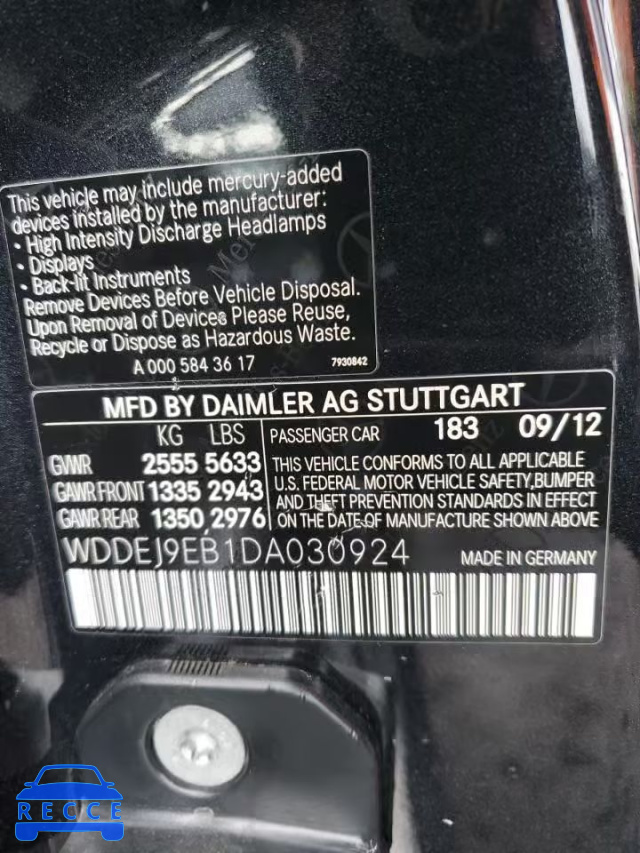 This vehicle may include mercury-added
devices installed by the manufacturer:
• High Intensity Discharge Headlamps
• Displays
• Back-lit Instruments
Remove Devices Before Vehicle Disposal.
Upon Removal of Devices Please Reuse,
Recycle or Dispose as Hazardous Waste.
A 000 584 36 17 7930842
MFD BY DAIMLER AG STUTTGART
KG LBS PASSENGER CAR 183 09/12
GVWR 2555 5633
GAWR FRONT 1335 2943
GAWR REAR 1350 2976
THIS VEHICLE CONFORMS TO ALL APPLICABLE
U.S. FEDERAL MOTOR VEHICLE SAFETY, BUMPER
AND THEFT PREVENTION STANDARDS IN EFFECT
ON THE DATE OF MANUFACTURE SHOWN ABOVE
WDDEJ9EB1DA030924 MADE IN GERMANY
RECCE